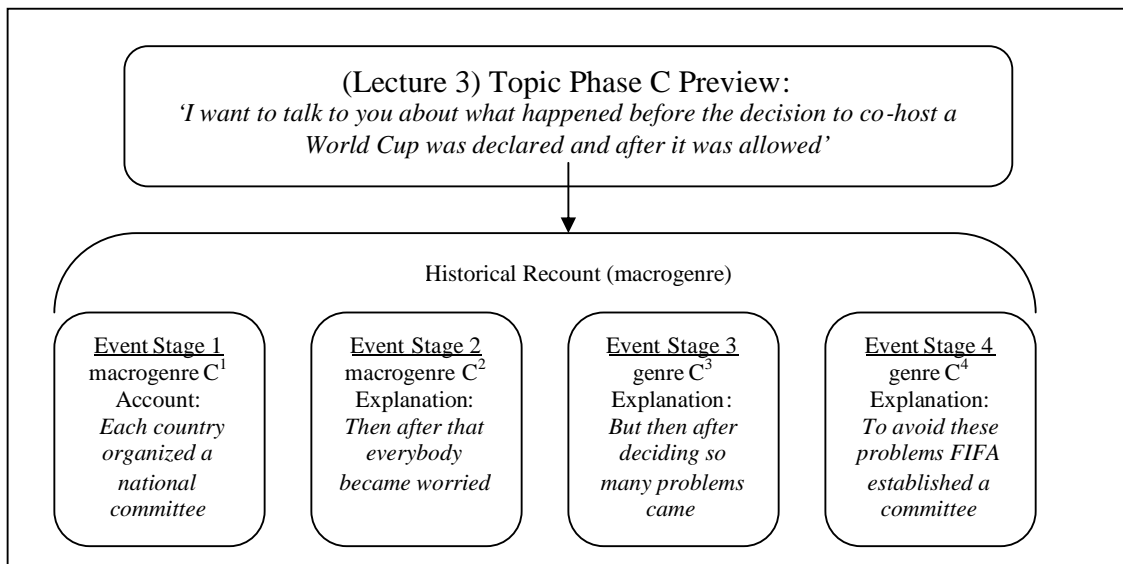 (Lecture 3) Topic Phase C Preview:
‘I want to talk to you about what happened before the decision to co-host a
World Cup was declared and after it was allowed’
Historical Recount (macrogenre)
Event Stage 1
macrogenre C¹
Account:
Each country
organized a
national
committee
Event Stage 2
macrogenre C²
Explanation:
Then after that
everybody
became worried
Event Stage 3
genre C³
Explanation:
But then after
deciding so
many problems
came
Event Stage 4
genre C⁴
Explanation:
To avoid these
problems FIFA
established a
committee